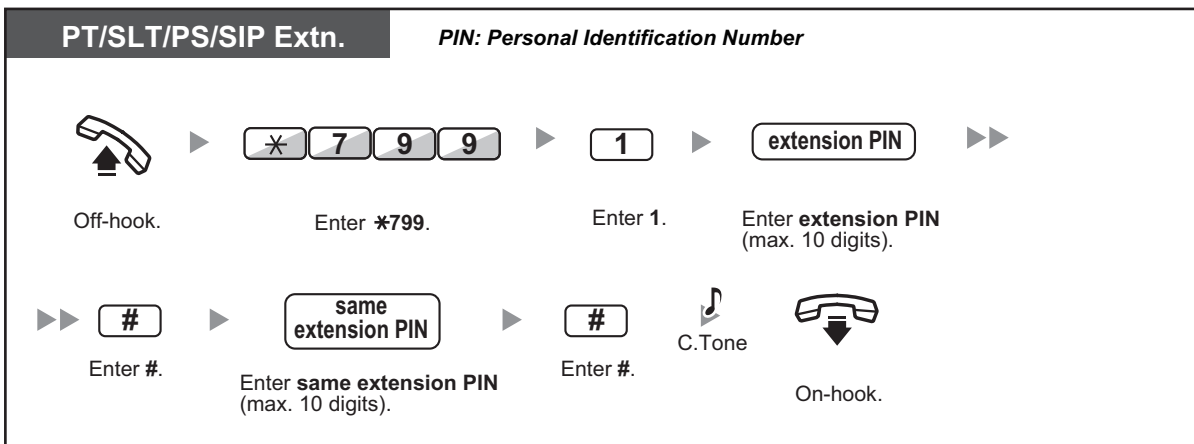 PT/SLT/PS/SIP Extn.
PIN: Personal Identification Number
* 7 9 9
1
extension PIN
Off-hook.
Enter *799.
Enter 1.
Enter extension PIN
(max. 10 digits).
#
same
extension PIN
#
C.Tone
Enter #.
Enter same extension PIN
(max. 10 digits).
Enter #.
On-hook.